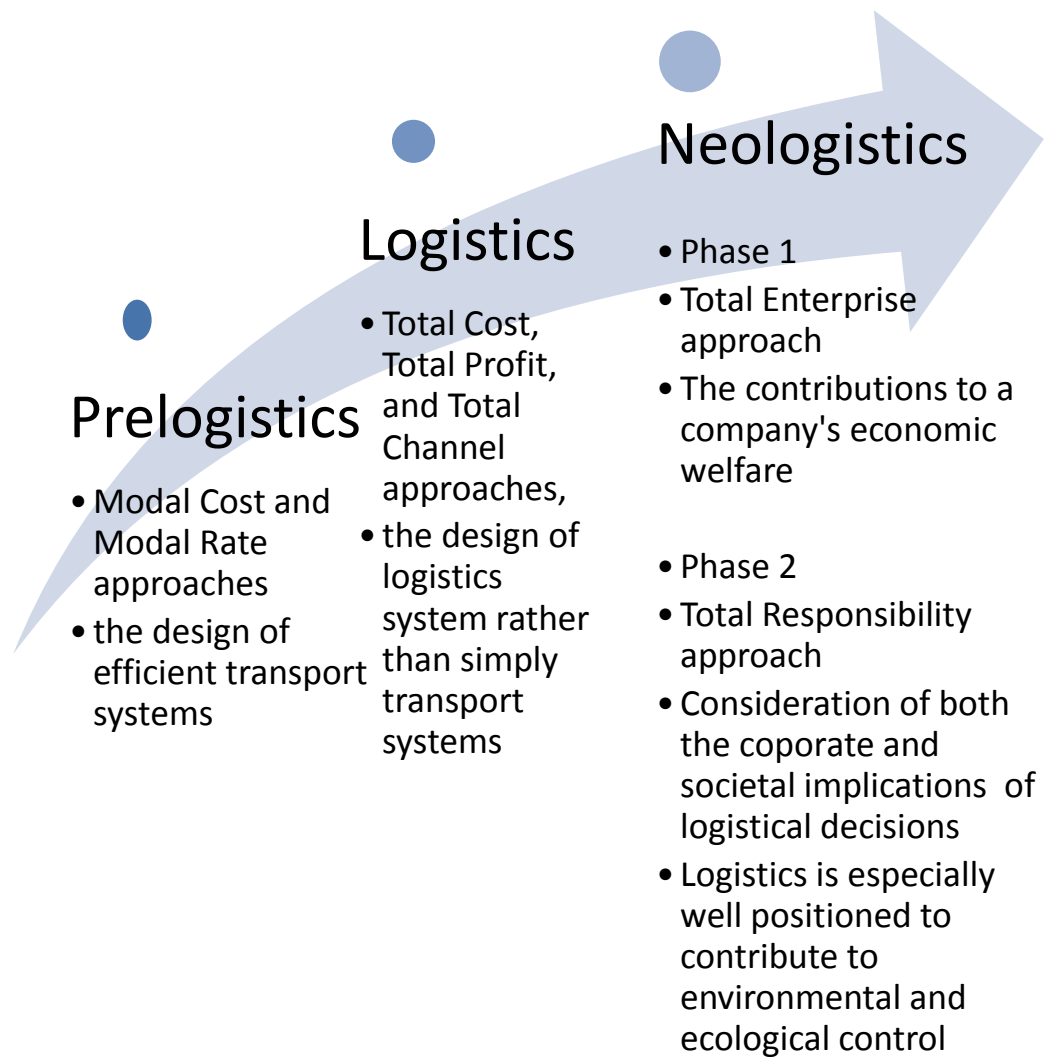 Prelogistics
• Modal Cost and
Modal Rate
approaches
• the design of
efficient transport
systems
Logistics
• Total Cost,
Total Profit,
and Total
Channel
approaches,
• the design of
logistics
system rather
than simply
transport
systems
Neologistics
• Phase 1
• Total Enterprise
approach
• The contributions to a
company's economic
welfare
• Phase 2
• Total Responsibility
approach
• Consideration of both
the coporate and
societal implications of
logistical decisions
• Logistics is especially
well positioned to
contribute to
environmental and
ecological control